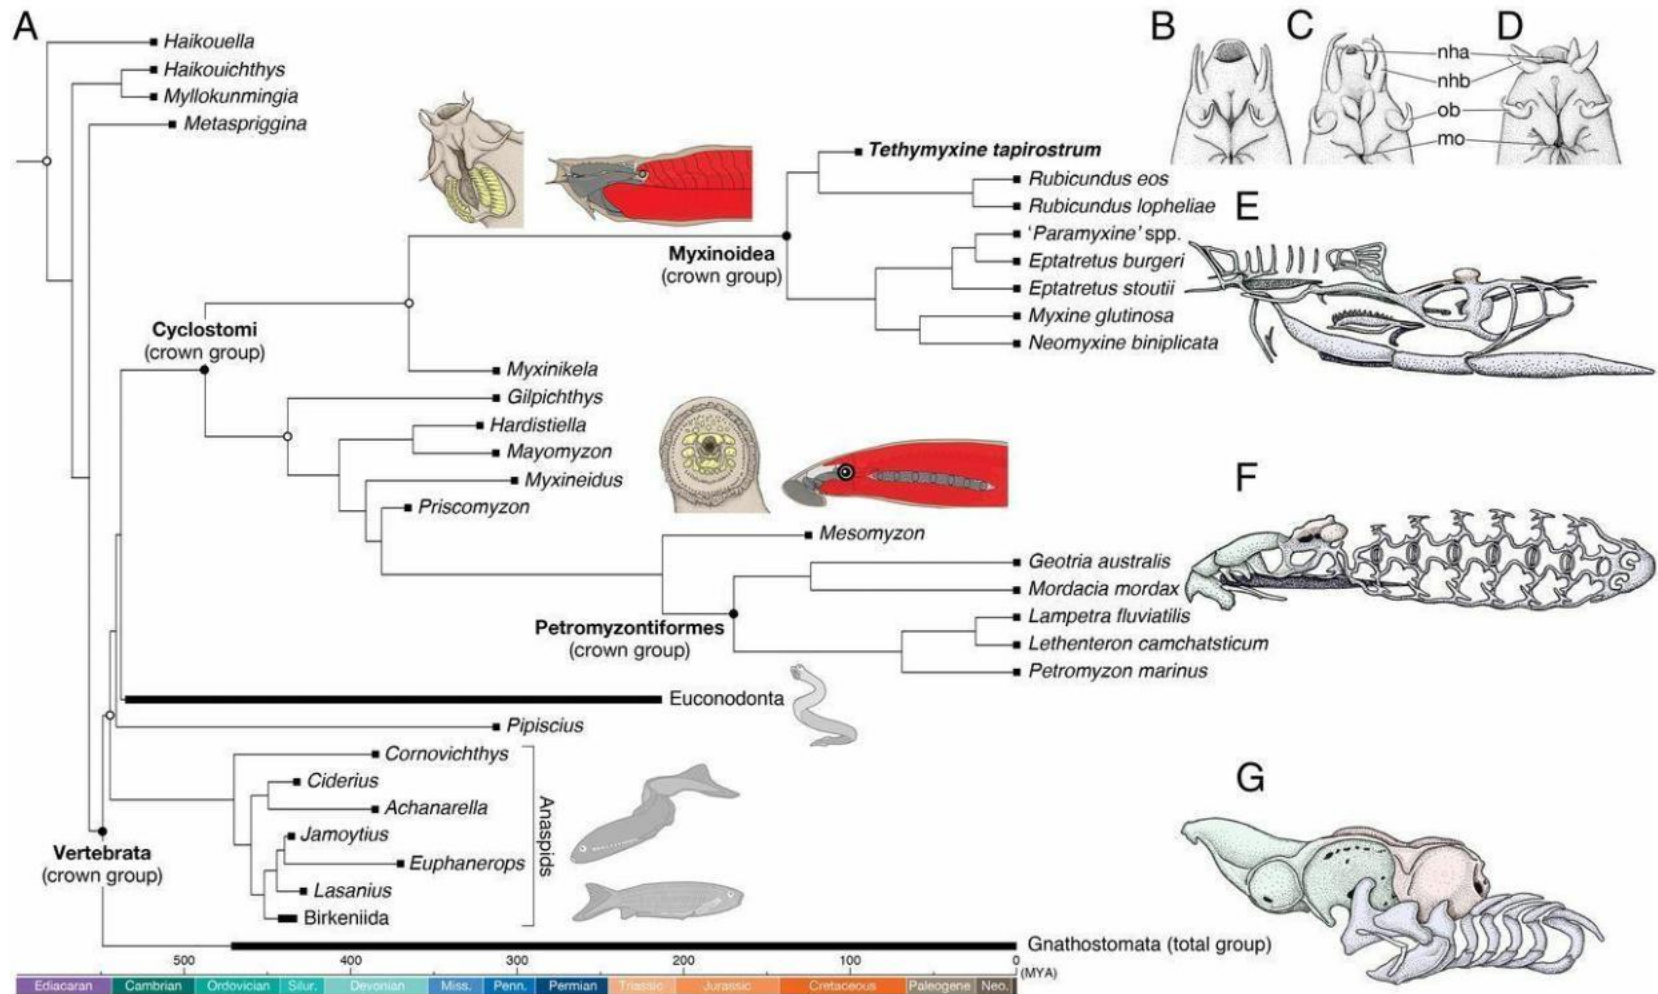 A
Haikouella
Haikouichthys
Myllokunmingia
Metaspriggina
Tethymyxine tapirostrum
Rubicundus eos
Rubicundus lopheliae
'Paramyxine' spp.
Eptatretus burgeri
Eptatretus stoutii
Myxine glutinosa
Neomyxine biniplicata
Myxinoidea
(crown group)
Cyclostomi
(crown group)
Myxinikela
Gilpichthys
Hardistiella
Mayomyzon
Myxineidus
Priscomyzon
Mesomyzon
Geotria australis
Mordacia mordax
Lampetra fluviatilis
Lethenteron camchatsticum
Petromyzon marinus
Petromyzontiformes
(crown group)
Euconodonta
Pipiscius
Cornovichthys
Ciderius
Achanarella
Jamoytius
Euphanerops
Lasanius
Birkeniida
Anaspids
Vertebrata
(crown group)
Gnathostomata (total group)
500 400 300 200 100 0 (MYA)
Ediacaran Cambrian Ordovician Silur. Devonian Miss. Penn. Permian Triassic Jurassic Cretaceous Paleogene Neo.
B C D
nha
nhb
ob
mo
E
F
G